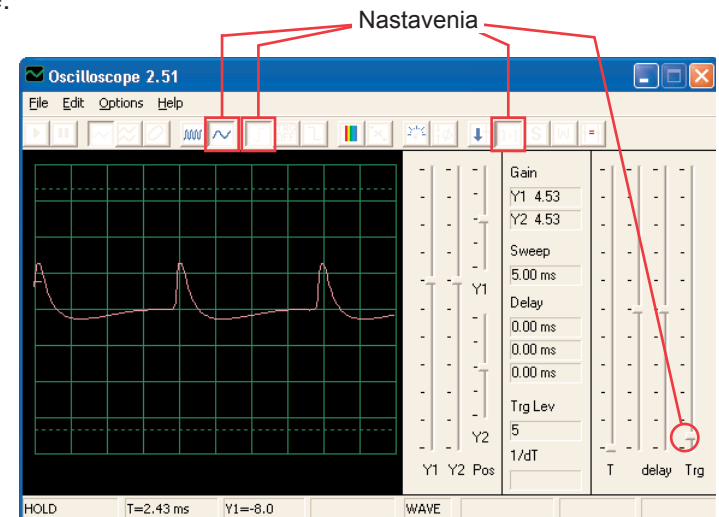 Nastavenia
Oscilloscope 2.51
File Edit Options Help
Gain
Y1 4.53
Y2 4.53
Sweep
5.00 ms
Y1
Delay
0.00 ms
0.00 ms
0.00 ms
Trg Lev
5
Y2
1/dT
Y1 Y2 Pos
T delay Trg
HOLD T=2.43 ms Y1=-8.0 WAVE